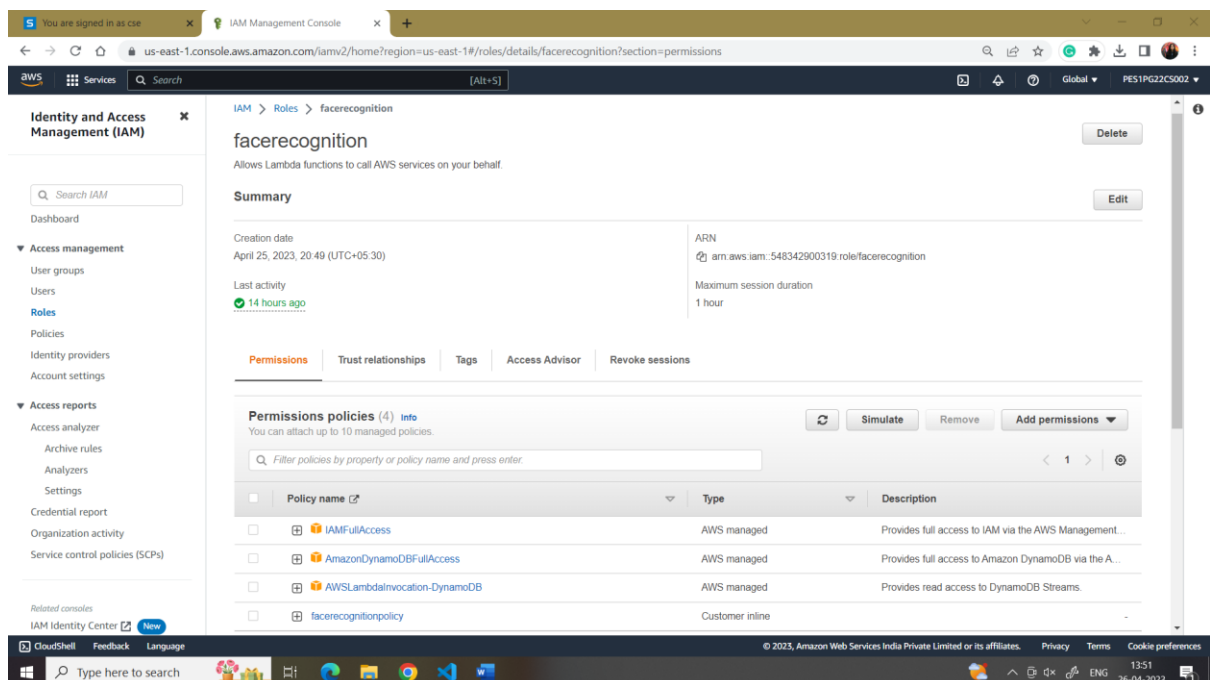 You are signed in as cse
IAM Management Console
us-east-1.console.aws.amazon.com/iamv2/home?region=us-east-1#/roles/details/facerecognition?section=permissions
aws Services Search [Alt+S] Global PES1PG22CS002
Identity and Access
Management (IAM)
Search IAM
Dashboard
Access management
User groups
Users
Roles
Policies
Identity providers
Account settings
Access reports
Access analyzer
Archive rules
Analyzers
Settings
Credential report
Organization activity
Service control policies (SCPs)
Related consoles
IAM Identity Center New
IAM > Roles > facerecognition
facerecognition
Delete
Allows Lambda functions to call AWS services on your behalf.
Summary
Edit
Creation date
April 25, 2023, 20:49 (UTC+05:30)
ARN
arn:aws:iam::548342900319:role/facerecognition
Last activity
14 hours ago
Maximum session duration
1 hour
Permissions Trust relationships Tags Access Advisor Revoke sessions
Permissions policies (4) Info
You can attach up to 10 managed policies.
Simulate Remove Add permissions
Filter policies by property or policy name and press enter.
< 1 >
Policy name Type Description
IAMFullAccess AWS managed Provides full access to IAM via the AWS Management...
AmazonDynamoDBFullAccess AWS managed Provides full access to Amazon DynamoDB via the A...
AWSLambdaInvocation-DynamoDB AWS managed Provides read access to DynamoDB Streams.
facerecognitionpolicy Customer inline -
CloudShell Feedback Language © 2023, Amazon Web Services India Private Limited or its affiliates. Privacy Terms Cookie preferences
Type here to search ENG 13:51
26-04-2023